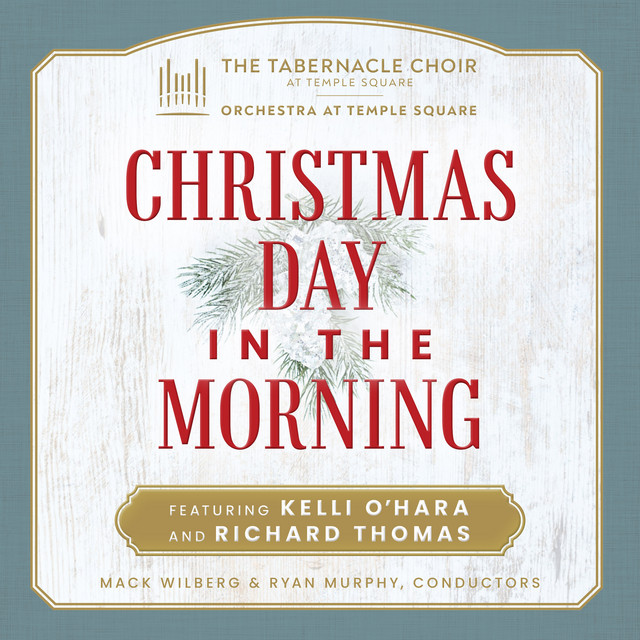 THE TABERNACLE CHOIR
AT TEMPLE SQUARE
ORCHESTRA AT TEMPLE SQUARE
CHRISTMAS
DAY
IN THE
MORNING
FEATURING KELLI O'HARA
AND RICHARD THOMAS
MACK WILBERG & RYAN MURPHY, CONDUCTORS